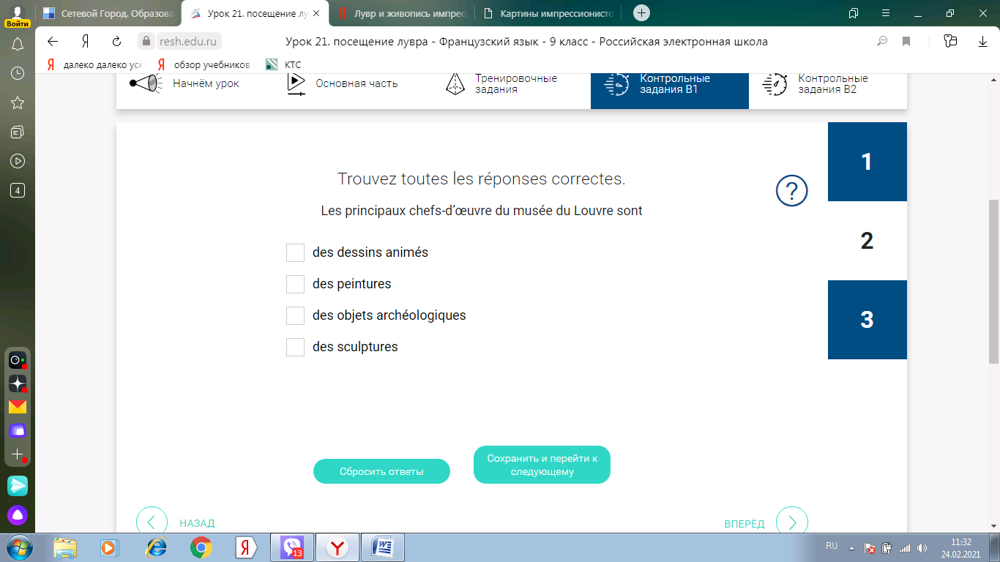 Войти
Сетевой Город. Образова
Урок 21. посещение лу
Лувр и живопись импрес
Картины импрессионисто
resh.edu.ru
Урок 21. посещение лувра - Французский язык - 9 класс - Российская электронная школа
далеко далеко уск
обзор учебников
КТС
Начнём урок
Основная часть
Тренировочные
задания
Контрольные
задания В1
Контрольные
задания В2
1
2
3
Trouvez toutes les réponses correctes.
?
Les principaux chefs-d’œuvre du musée du Louvre sont
des dessins animés
des peintures
des objets archéologiques
des sculptures
Сбросить ответы
Сохранить и перейти к
следующему
НАЗАД
ВПЕРЁД
4
13
RU
11:32
24.02.2021